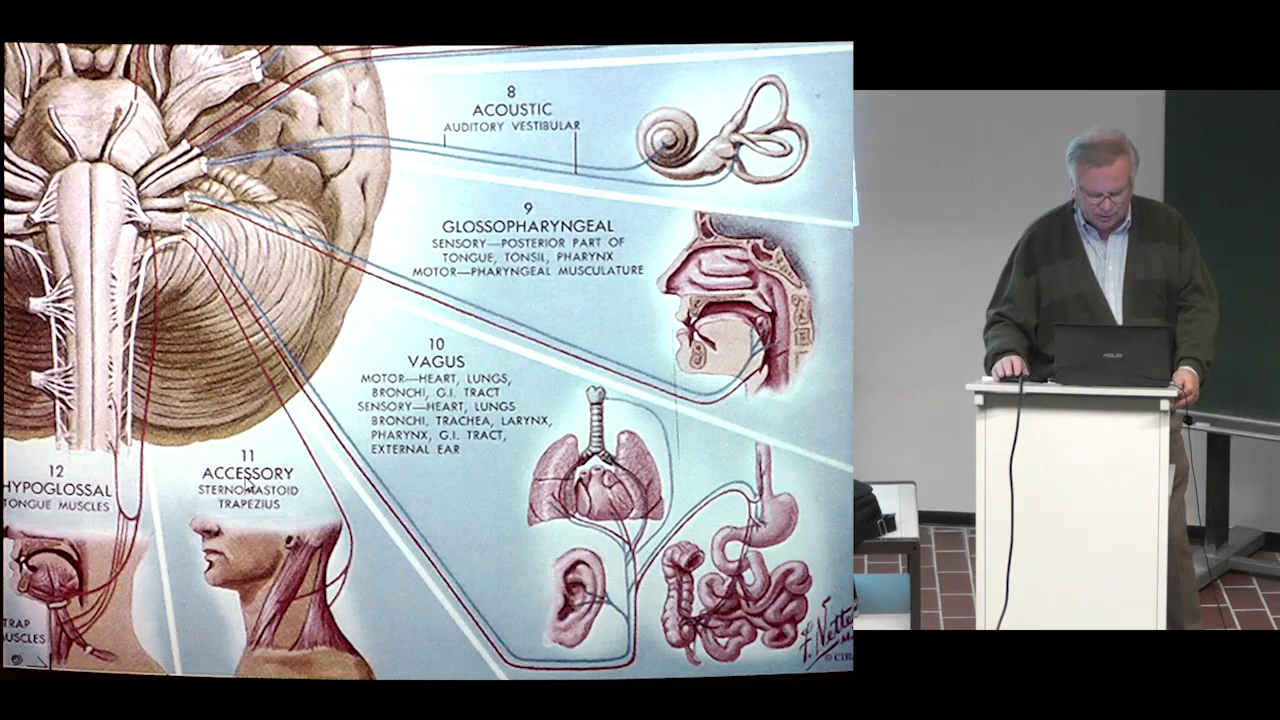 8
ACOUSTIC
AUDITORY VESTIBULAR
9
GLOSSOPHARYNGEAL
SENSORY—POSTERIOR PART OF
TONGUE, TONSIL, PHARYNX
MOTOR—PHARYNGEAL MUSCULATURE
10
VAGUS
MOTOR—HEART, LUNGS,
BRONCHI, G.I. TRACT
SENSORY—HEART, LUNGS
BRONCHI, TRACHEA, LARYNX,
PHARYNX, G.I. TRACT,
EXTERNAL EAR
12
HYPOGLOSSAL
TONGUE MUSCLES
11
ACCESSORY
STERNOMASTOID
TRAPEZIUS
TRAP
MUSCLES
F. Netter
M.D.
© CIBA
ASUS